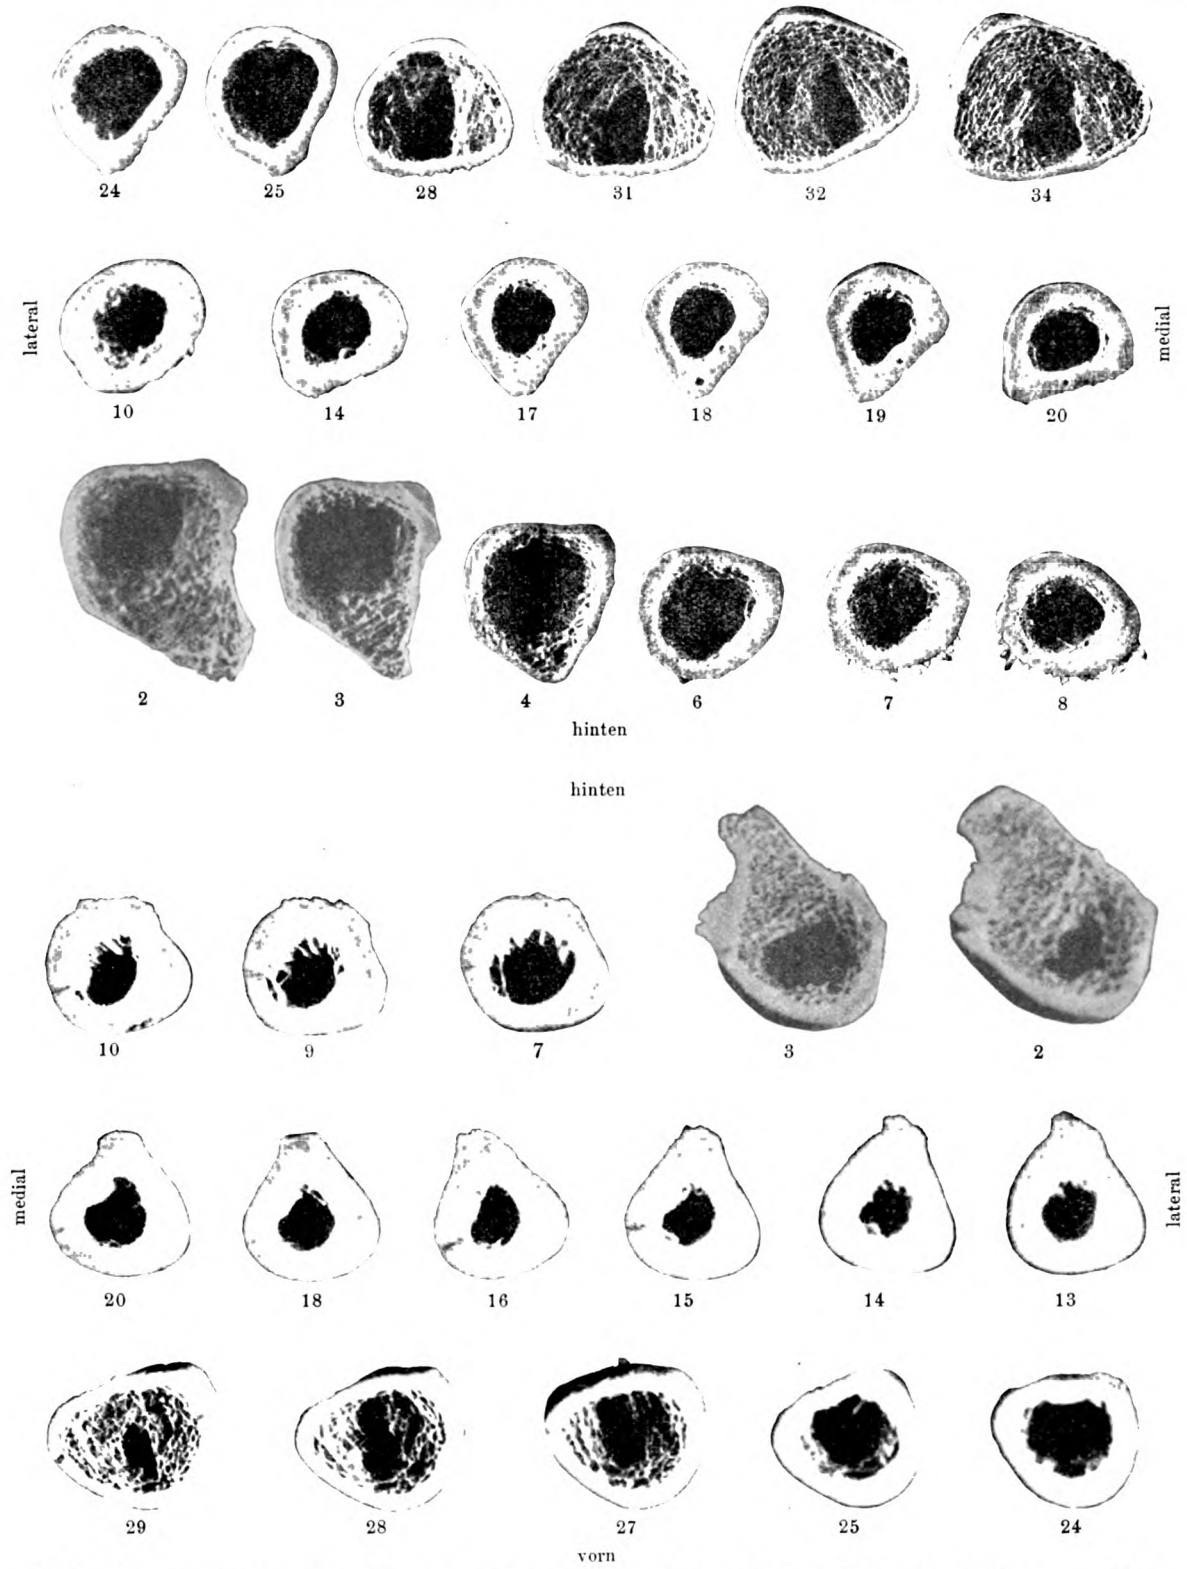 24 25 28 31 32 34
lateral
medial
10 14 17 18 19 20
2 3 4 6 7 8
hinten
hinten
10 9 7 3 2
medial
lateral
20 18 16 15 14 13
29 28 27 25 24
vorn